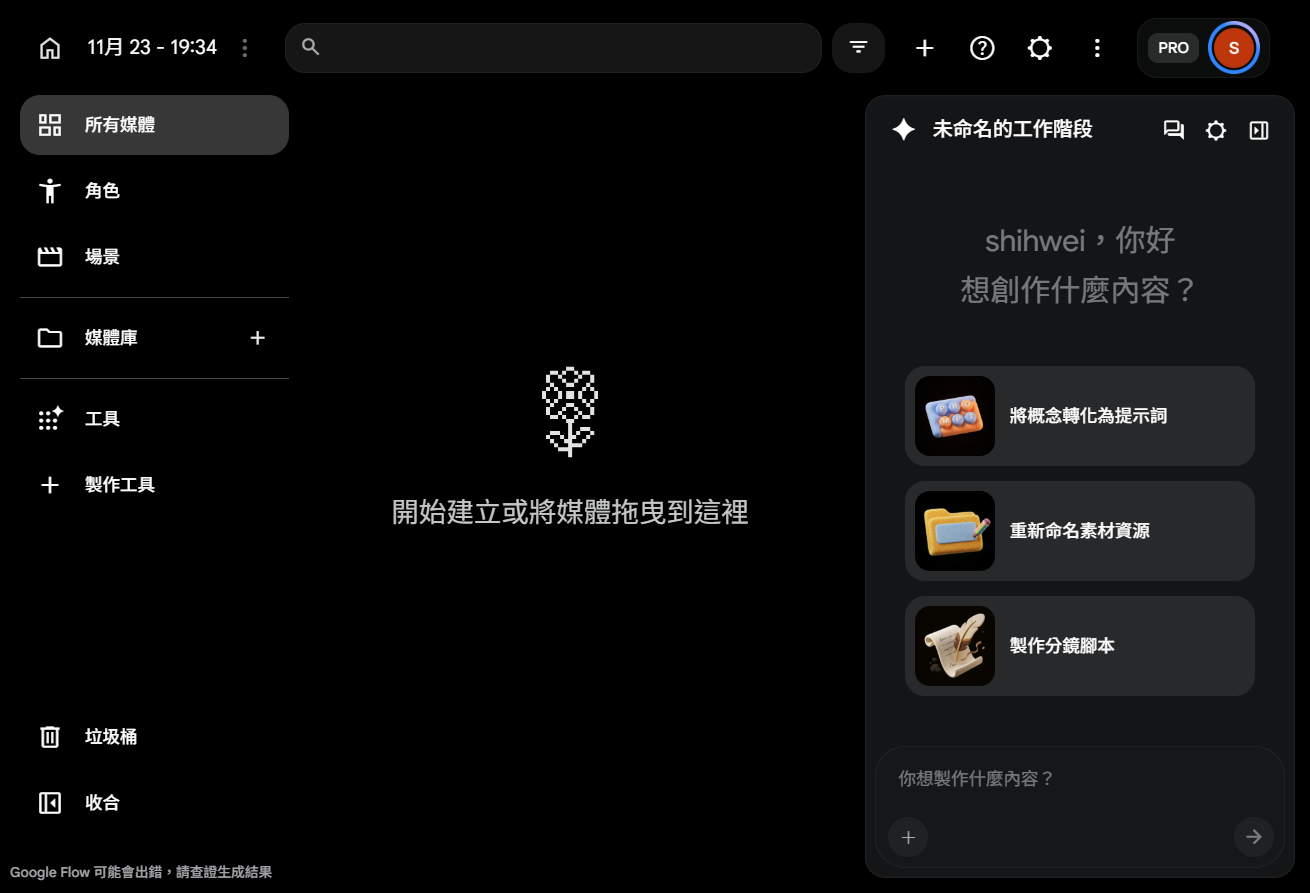 11月 23 - 19:34
PRO
S
所有媒體
角色
場景
媒體庫
工具
製作工具
垃圾桶
收合
Google Flow 可能會出錯，請查證生成結果
開始建立或將媒體拖曳到這裡
未命名的工作階段
shihwei，你好
想創作什麼內容？
將概念轉化為提示詞
重新命名素材資源
製作分鏡腳本
你想製作什麼內容？